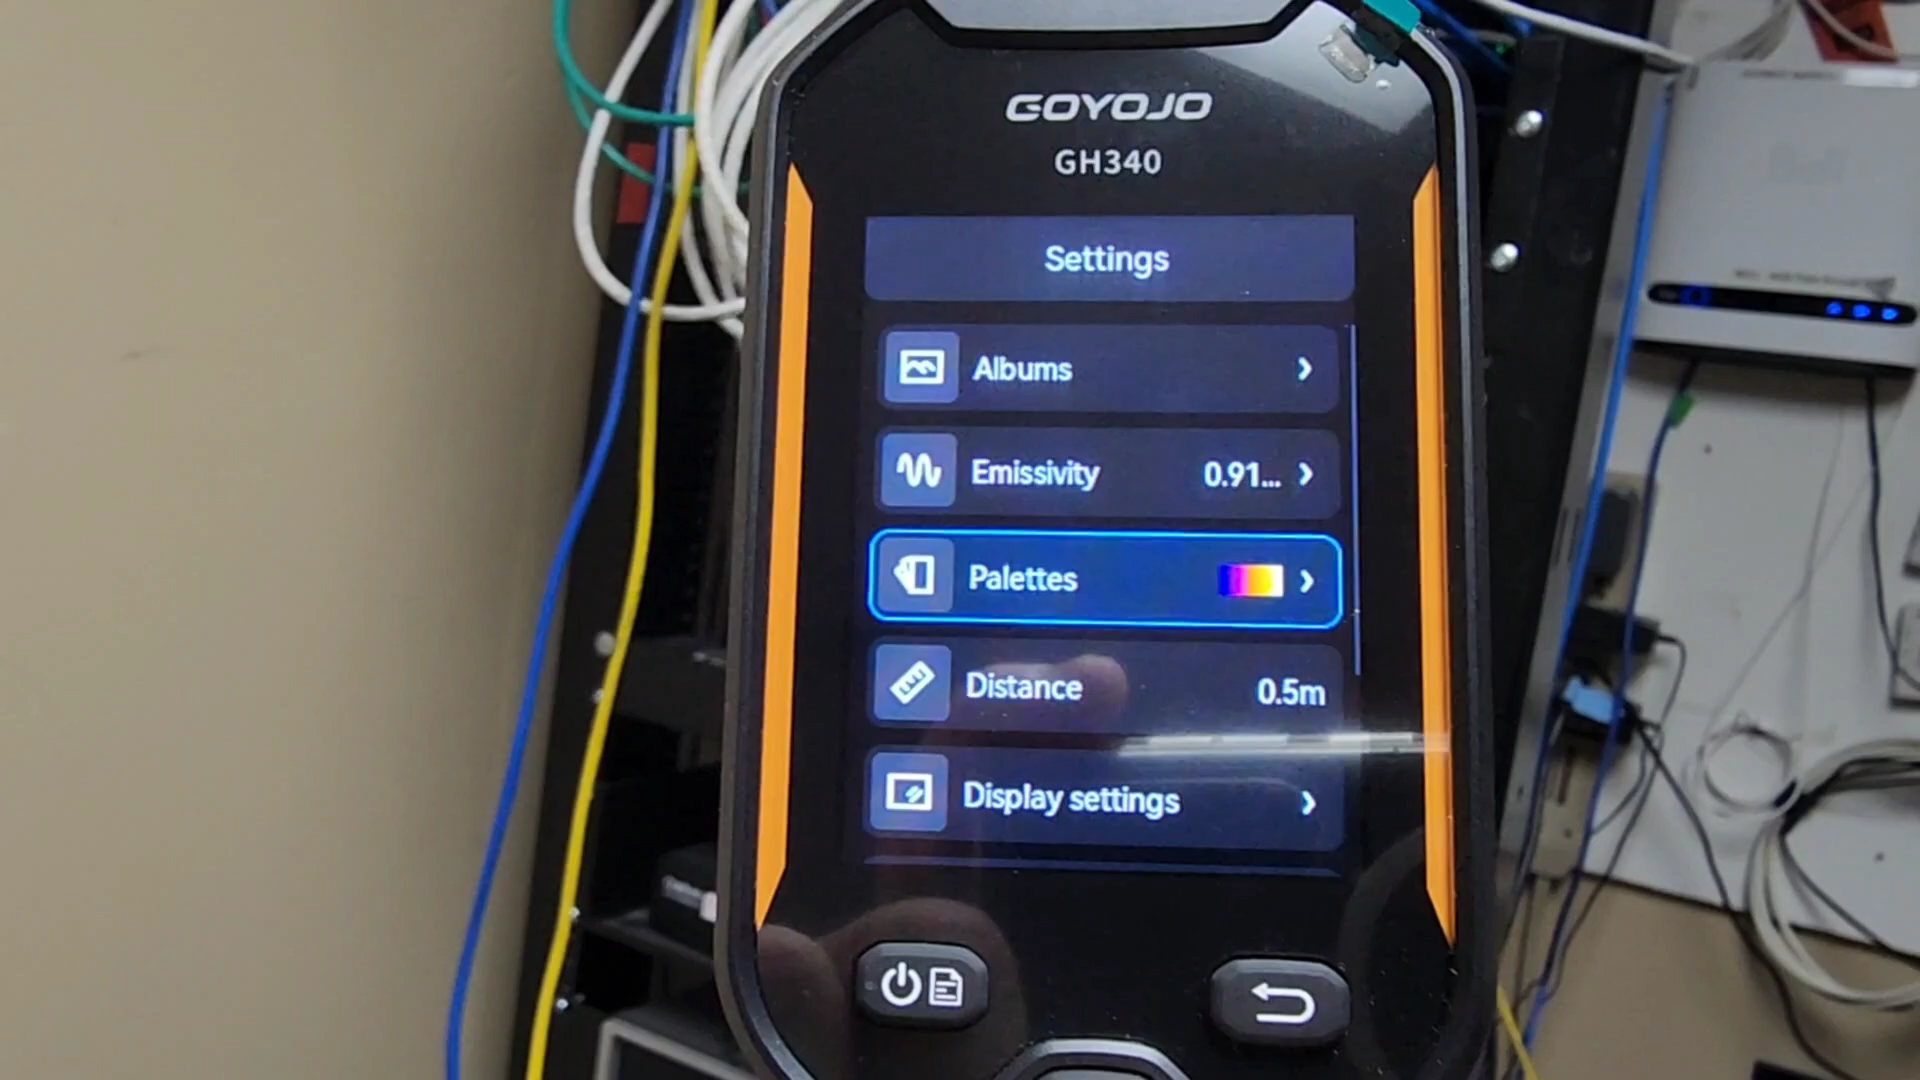 GOYOJO
GH340
Settings
Albums
Emissivity 0.91...
Palettes
Distance 0.5m
Display settings